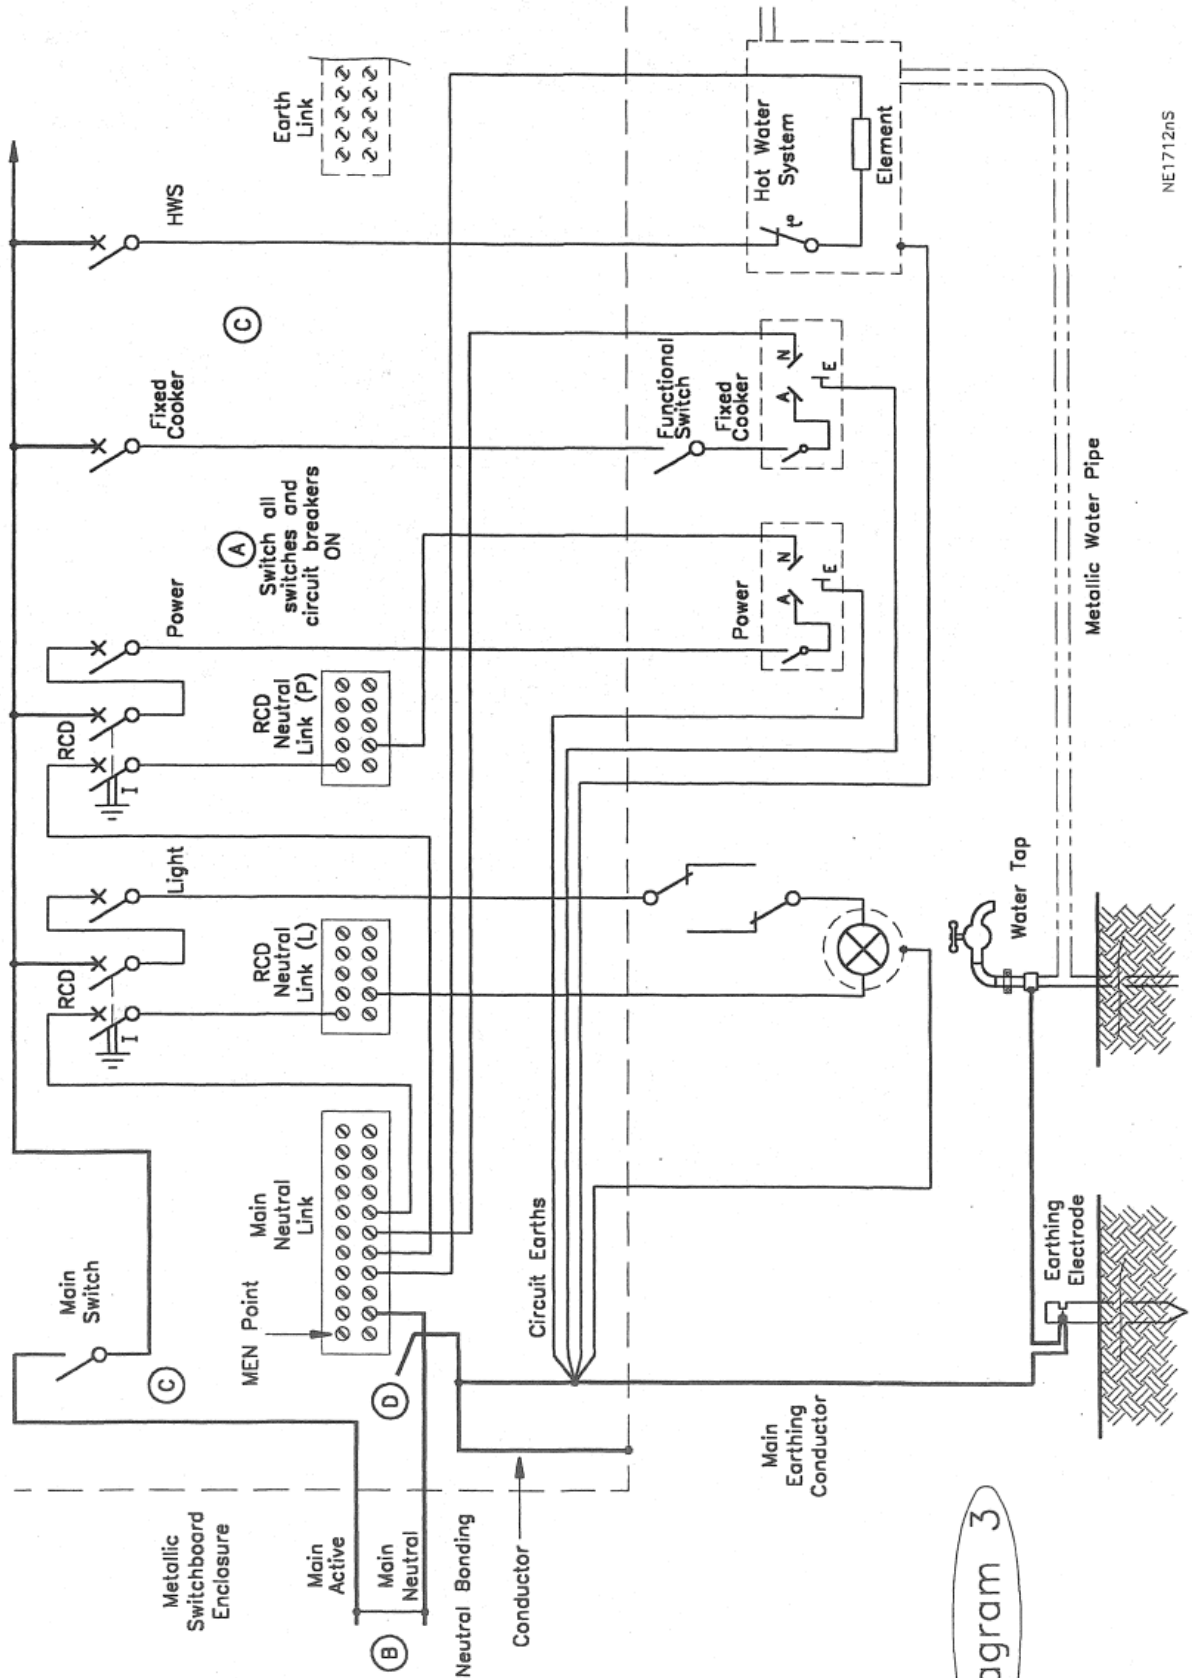 Earth
Link
HWS
C
Fixed
Cooker
A
Switch all
switches and
circuit breakers
ON
Power
RCD
I
RCD
Neutral
Link (P)
Light
RCD
I
RCD
Neutral
Link (L)
Main
Neutral
Link
Main
Switch
MEN Point
C
D
Metallic
Switchboard
Enclosure
Main
Active
Main
Neutral
B
Neutral Bonding
Conductor
Circuit Earths
Main
Earthing
Conductor
Hot Water
System
t°
Element
Functional
Switch
Fixed
Cooker
A
N
E
Power
A
N
E
Metallic Water Pipe
Water Tap
Earthing
Electrode
agram 3
NE1712nS